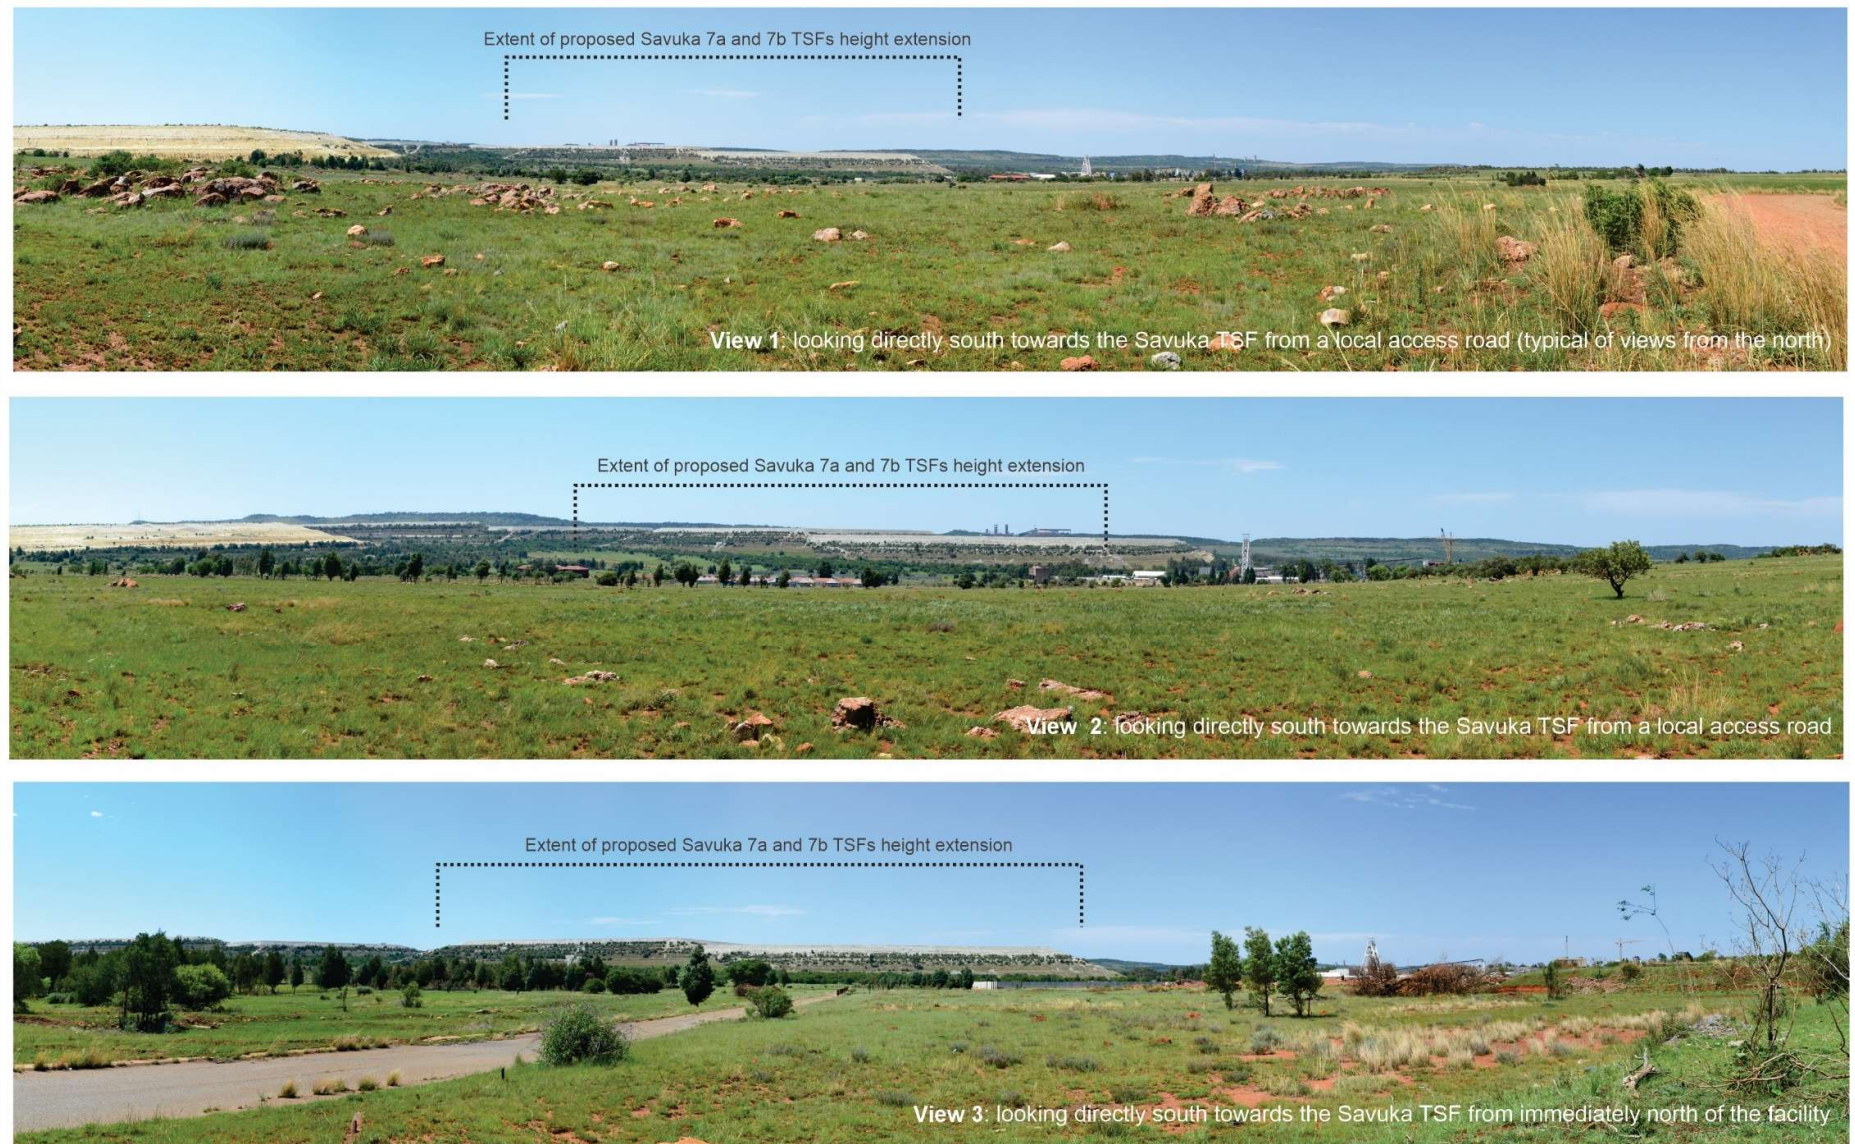 Extent of proposed Savuka 7a and 7b TSFs height extension
View 1: looking directly south towards the Savuka TSF from a local access road (typical of views from the north)
Extent of proposed Savuka 7a and 7b TSFs height extension
View 2: looking directly south towards the Savuka TSF from a local access road
Extent of proposed Savuka 7a and 7b TSFs height extension
View 3: looking directly south towards the Savuka TSF from immediately north of the facility